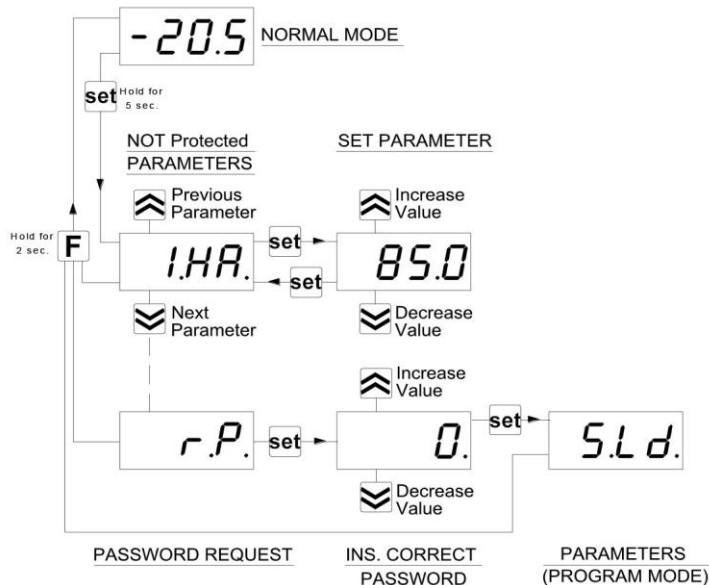 -20.5 NORMAL MODE
set Hold for
5 sec.
NOT Protected
PARAMETERS
SET PARAMETER
Previous
Parameter
Increase
Value
Hold for
2 sec.
F
1.HA.
set
set
85.0
Next
Parameter
Decrease
Value
Increase
Value
r.P.
set
0.
set
S.Ld.
Decrease
Value
PASSWORD REQUEST
INS. CORRECT
PASSWORD
PARAMETERS
(PROGRAM MODE)